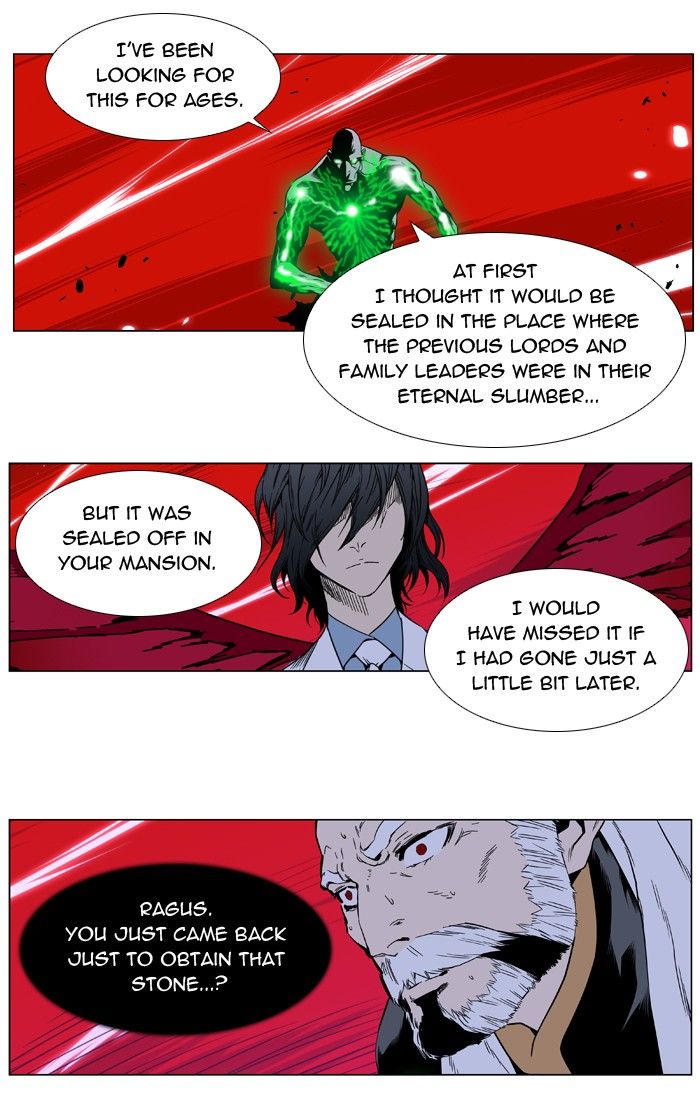 I'VE BEEN
LOOKING FOR
THIS FOR AGES.
AT FIRST
I THOUGHT IT WOULD BE
SEALED IN THE PLACE WHERE
THE PREVIOUS LORDS AND
FAMILY LEADERS WERE IN THEIR
ETERNAL SLUMBER...
BUT IT WAS
SEALED OFF IN
YOUR MANSION.
I WOULD
HAVE MISSED IT IF
I HAD GONE JUST A
LITTLE BIT LATER.
RAGUS.
YOU JUST CAME BACK
JUST TO OBTAIN THAT
STONE...?